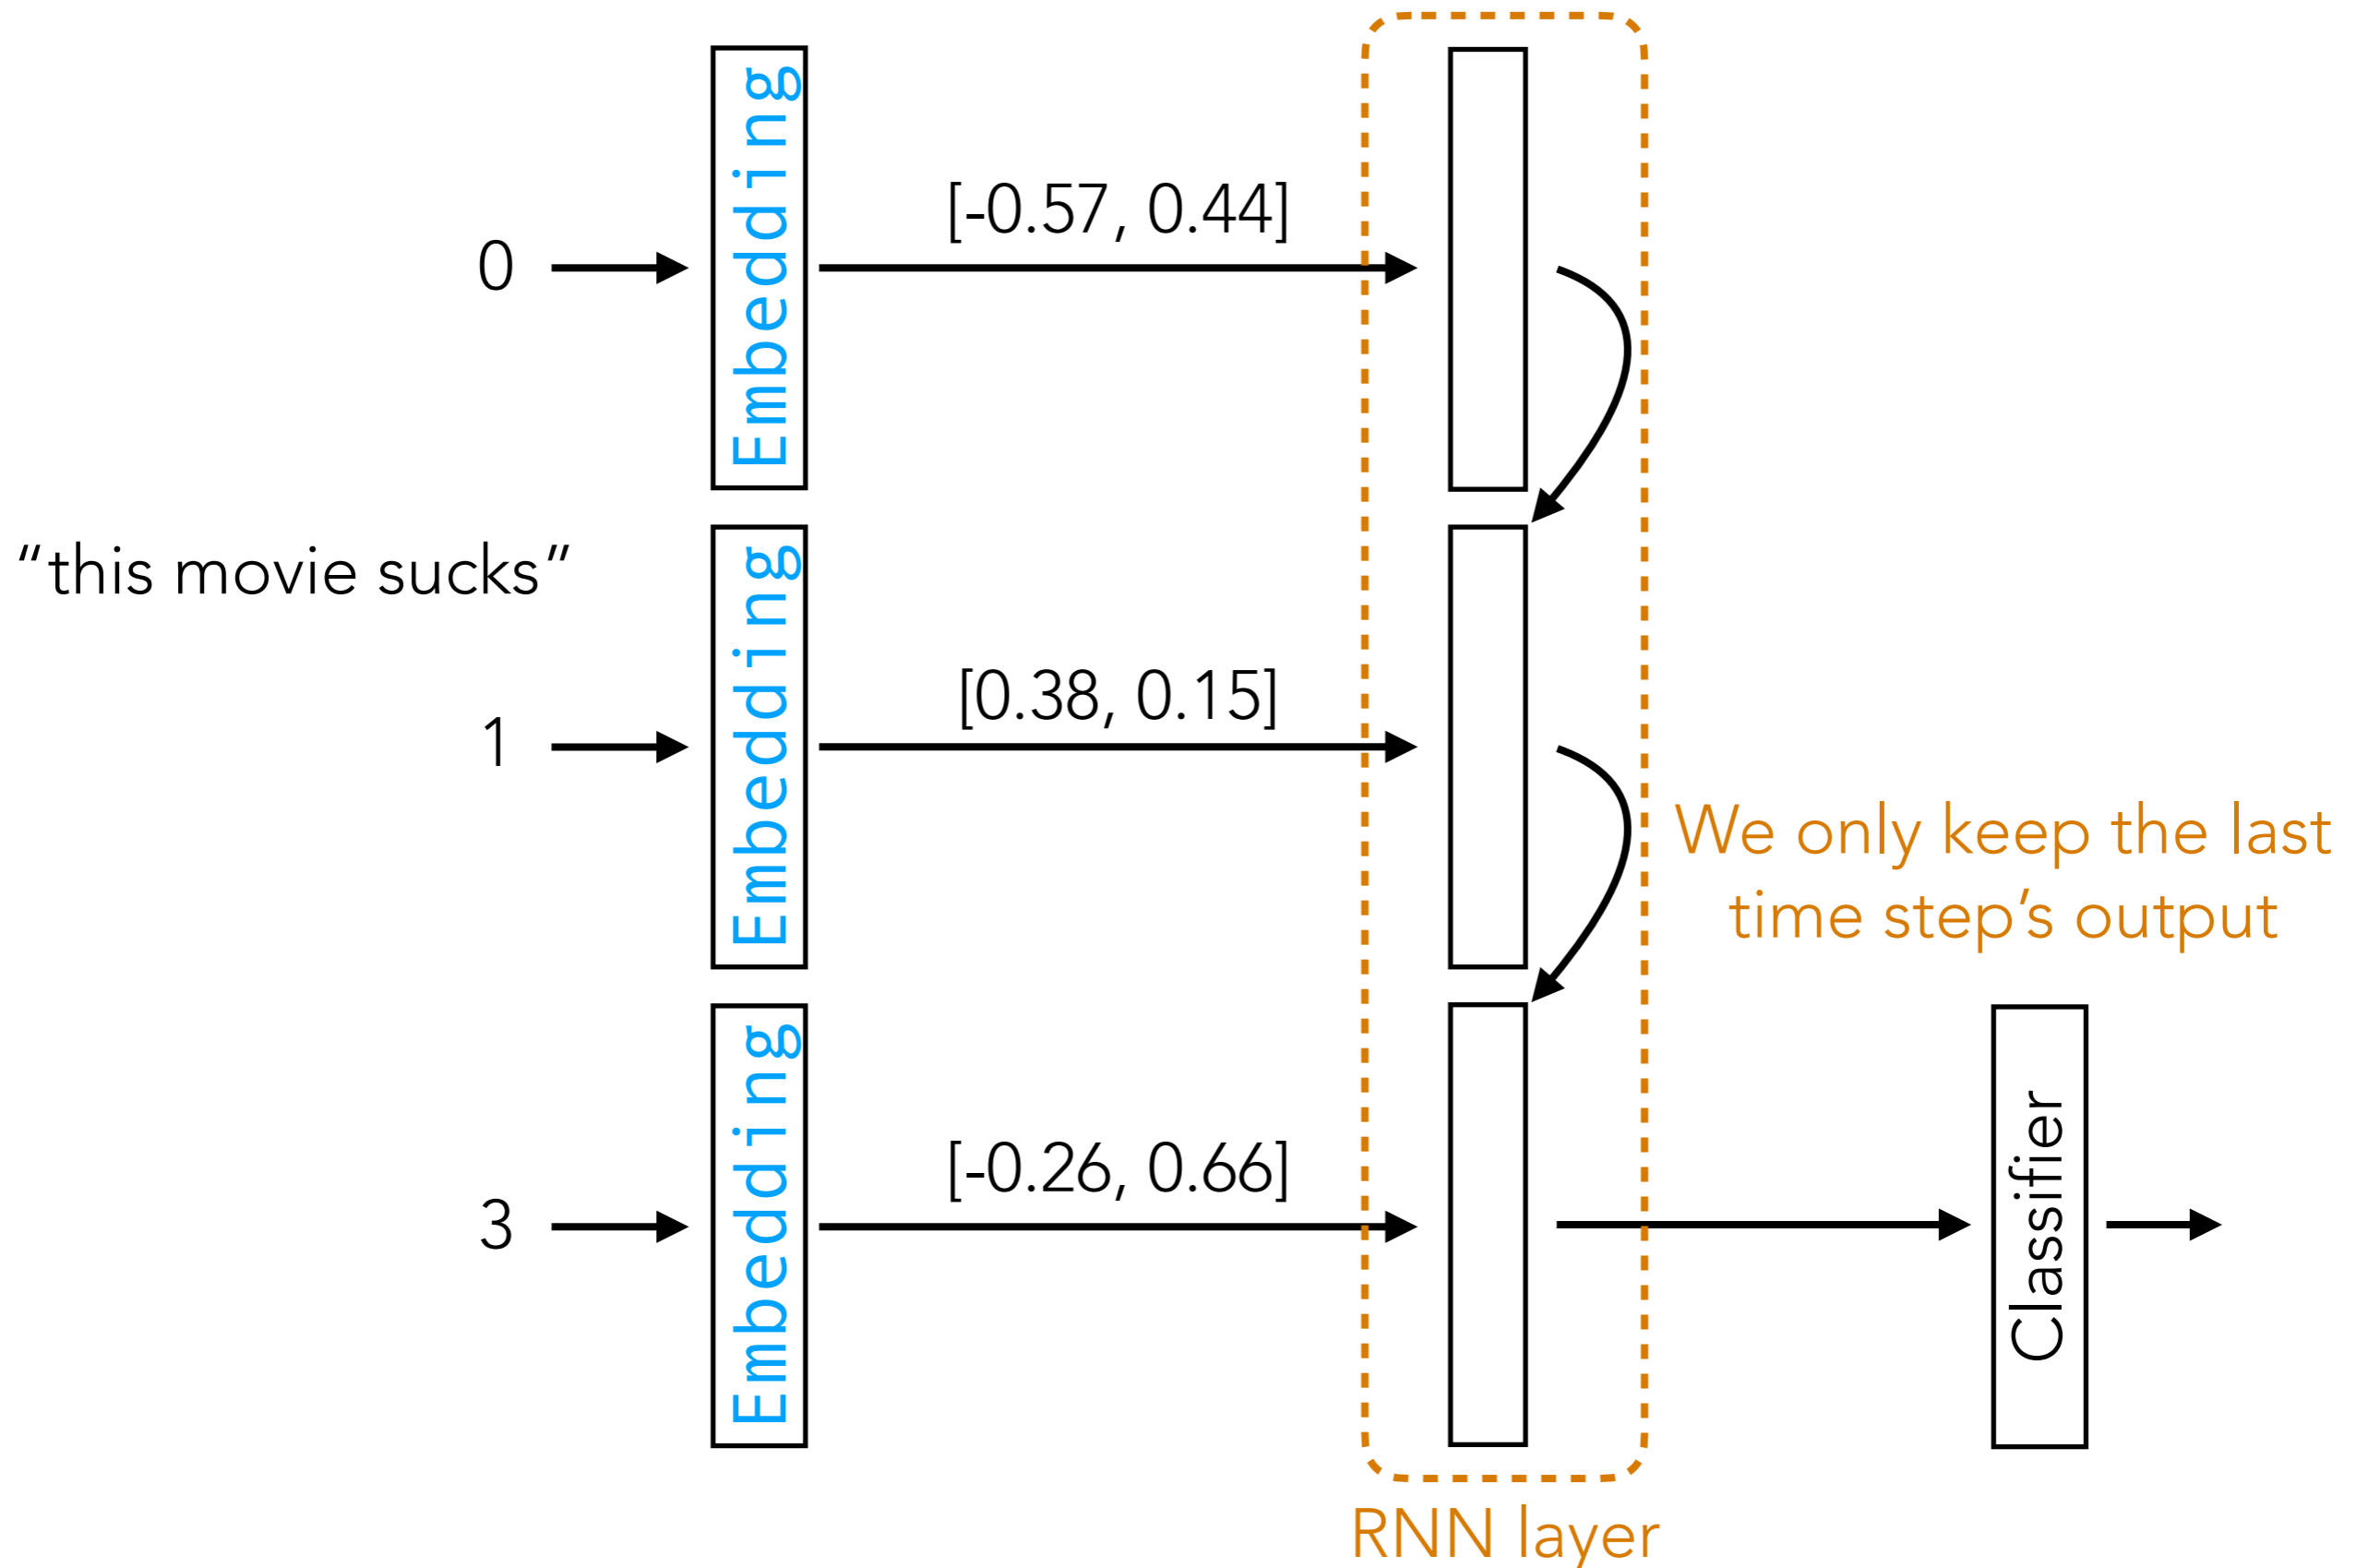 0
Embedding
[-0.57, 0.44]
“this movie sucks”
1
Embedding
[0.38, 0.15]
We only keep the last
time step’s output
3
Embedding
[-0.26, 0.66]
Classifier
RNN layer